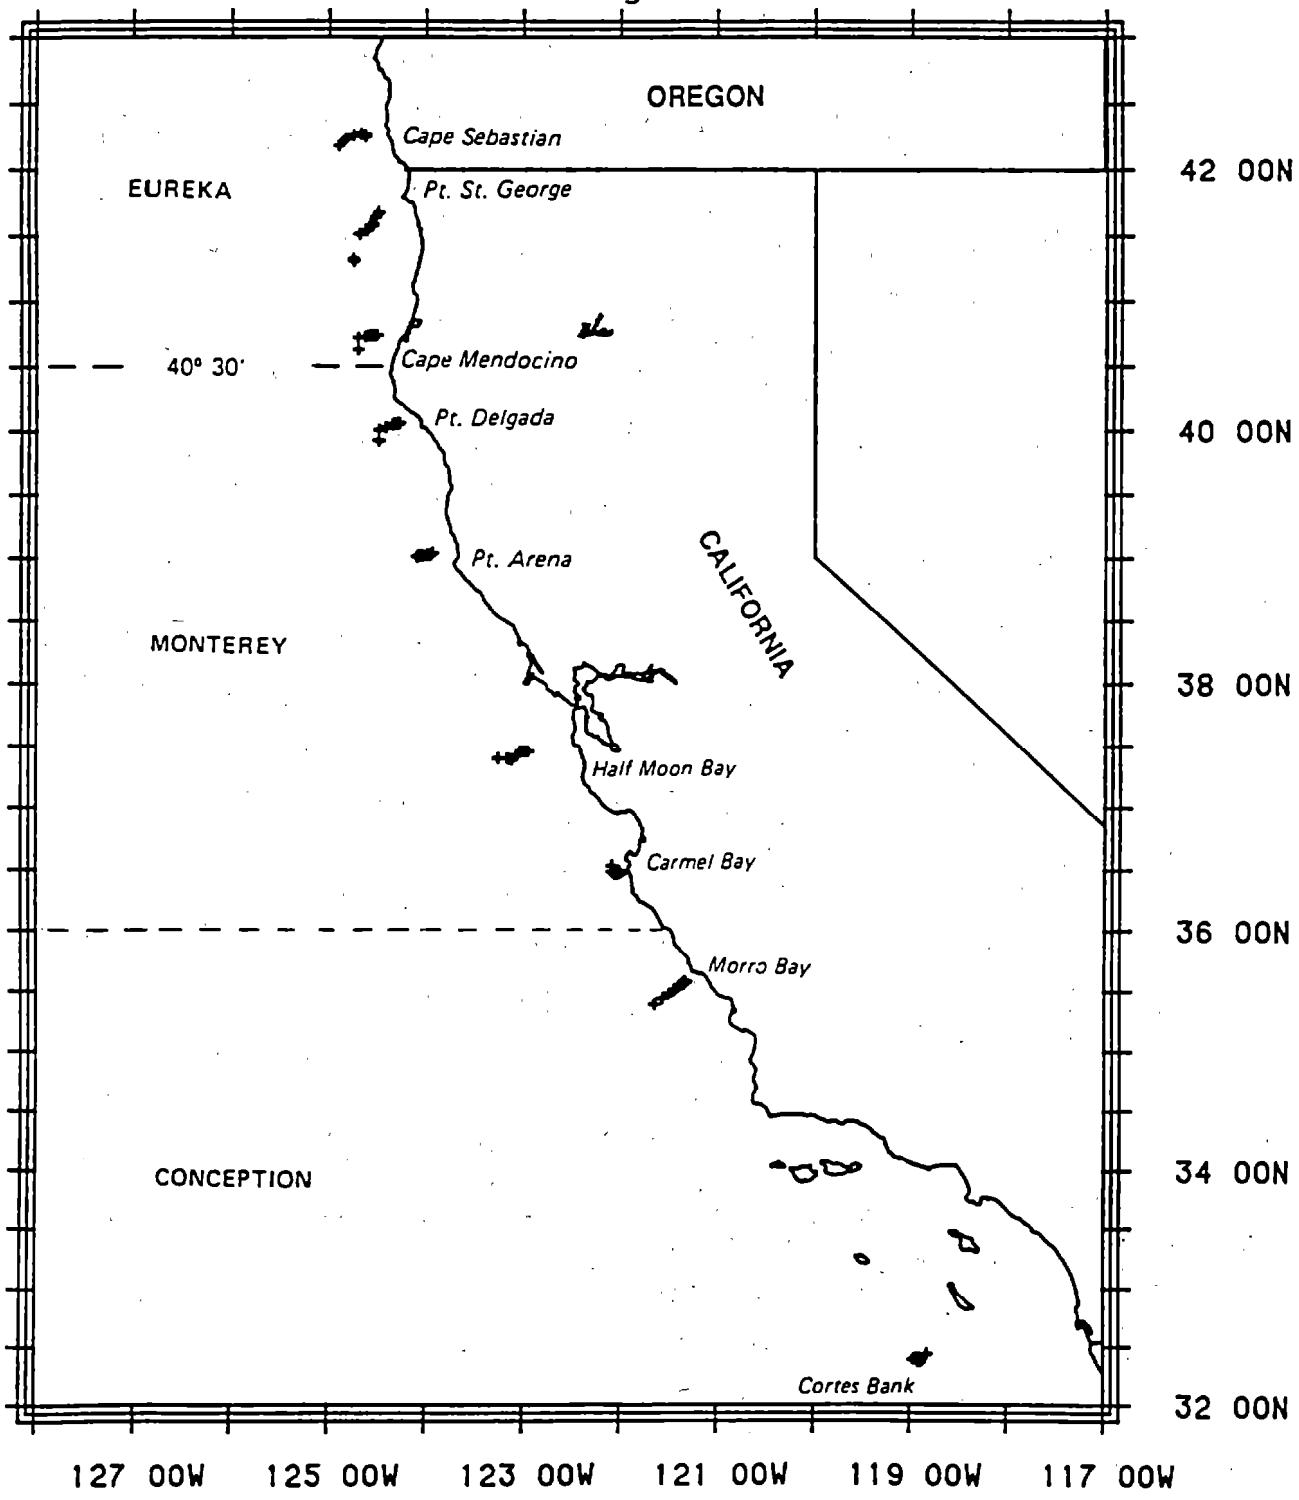 OREGON
Cape Sebastian
42 00N
EUREKA
Pt. St. George
40° 30'
Cape Mendocino
Pt. Delgada
40 00N
Pt. Arena
CALIFORNIA
MONTEREY
38 00N
Half Moon Bay
Carmel Bay
36 00N
Morro Bay
34 00N
CONCEPTION
Cortes Bank
32 00N
127 00W 125 00W 123 00W 121 00W 119 00W 117 00W